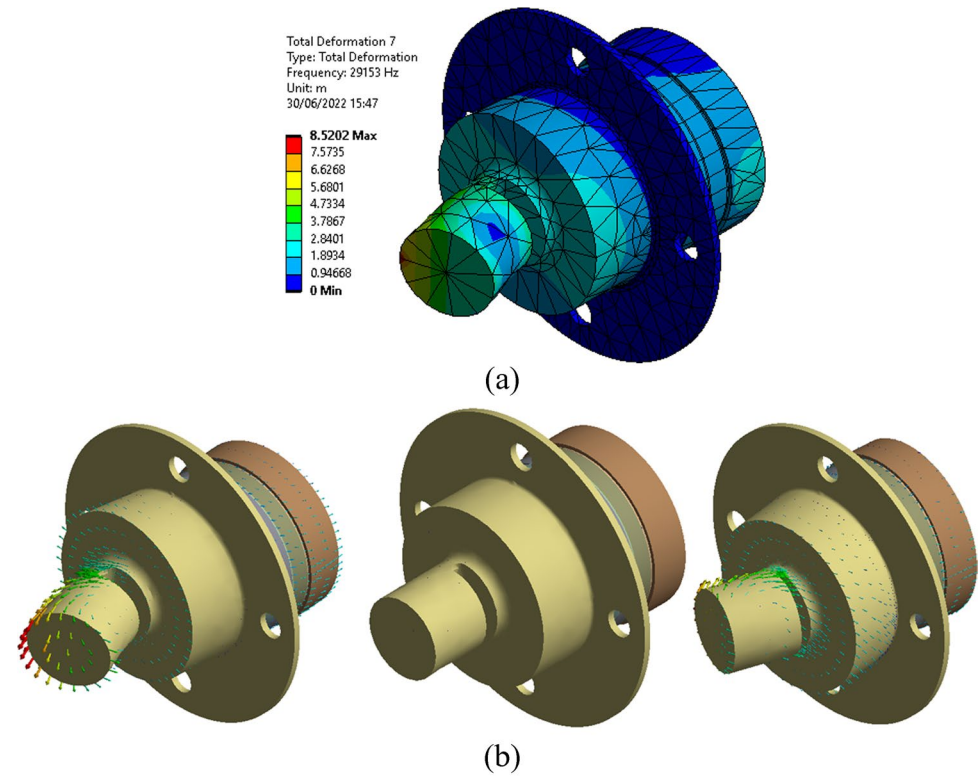 Total Deformation 7
Type: Total Deformation
Frequency: 29153 Hz
Unit: m
30/06/2022 15:47
8.5202 Max
7.5735
6.6268
5.6801
4.7334
3.7867
2.8401
1.8934
0.94668
0 Min
(a)
(b)